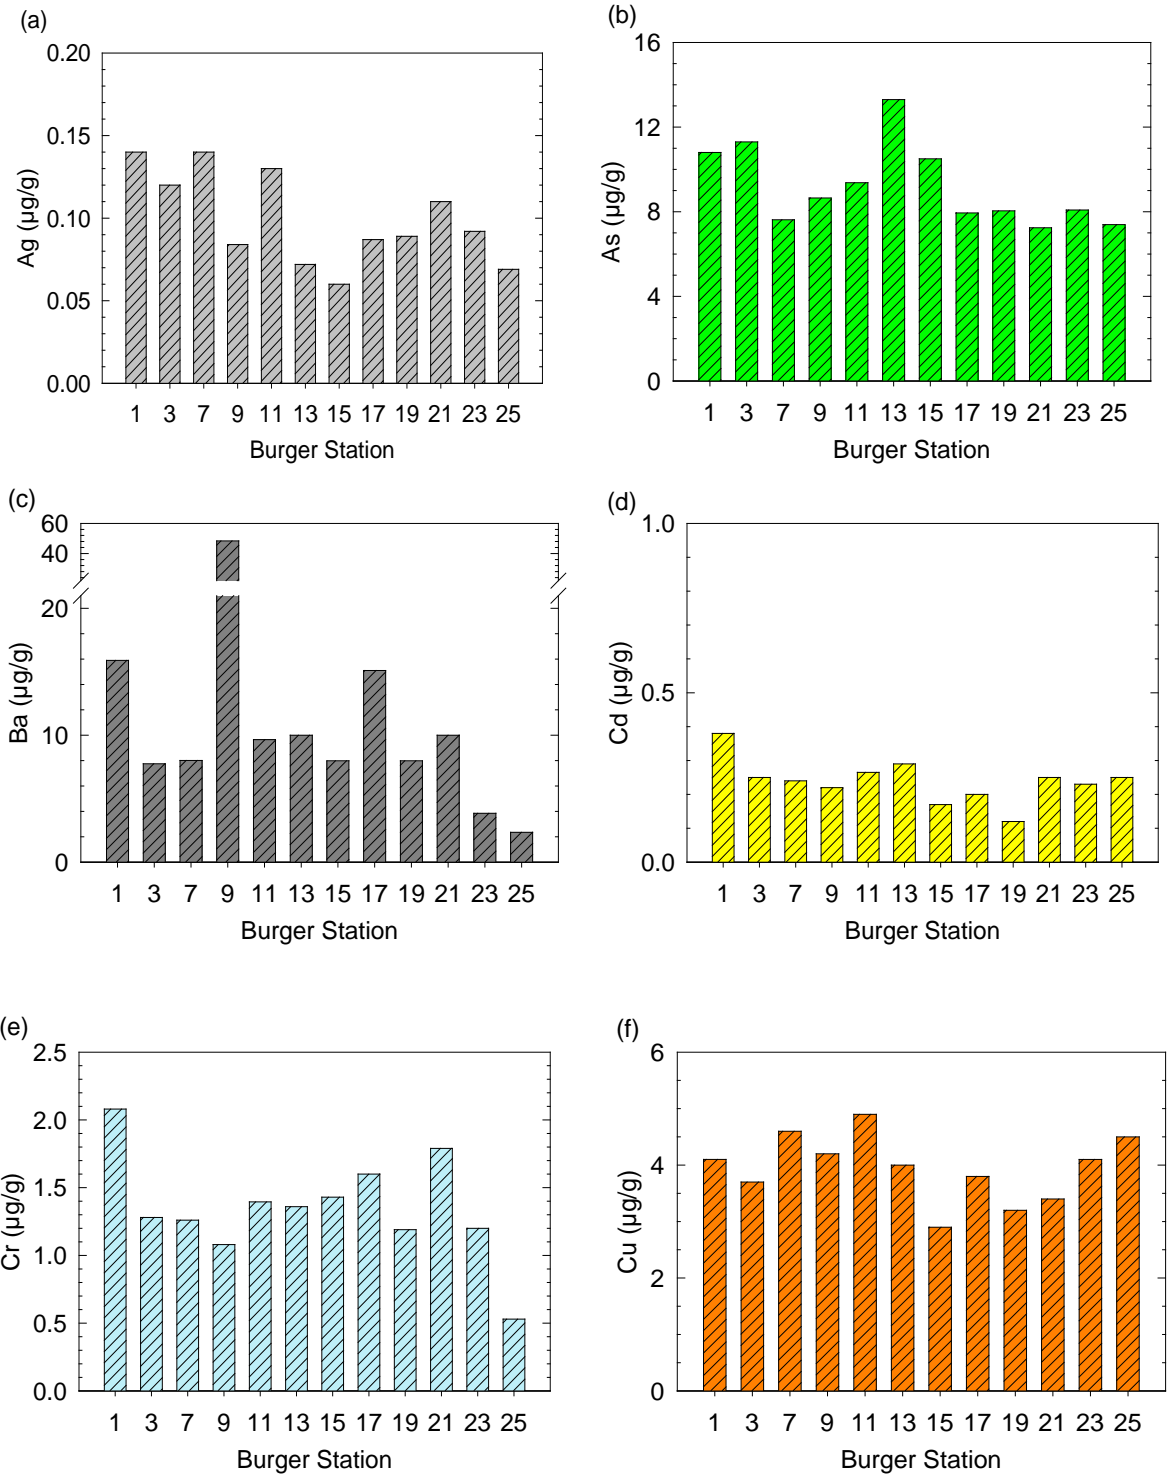 (a)
0.20
0.15
0.10
0.05
0.00
Ag (µg/g)
1 3 7 9 11 13 15 17 19 21 23 25
Burger Station
(b)
16
12
8
4
0
As (µg/g)
1 3 7 9 11 13 15 17 19 21 23 25
Burger Station
(c)
60
40
20
10
0
Ba (µg/g)
1 3 7 9 11 13 15 17 19 21 23 25
Burger Station
(d)
1.0
0.5
0.0
Cd (µg/g)
1 3 7 9 11 13 15 17 19 21 23 25
Burger Station
(e)
2.5
2.0
1.5
1.0
0.5
0.0
Cr (µg/g)
1 3 7 9 11 13 15 17 19 21 23 25
Burger Station
(f)
6
4
2
0
Cu (µg/g)
1 3 7 9 11 13 15 17 19 21 23 25
Burger Station